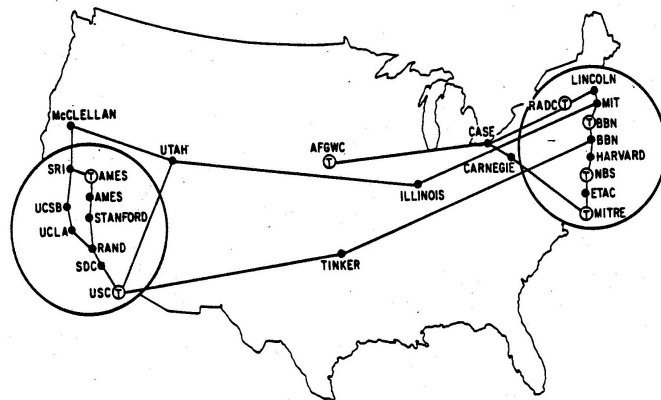 LINCOLN
RADC T
MIT
McCLELLAN
T BBN
CASE
AFGWC
T
BBN
UTAH
HARVARD
CARNEGIE
SRI
T AMES
T NBS
ILLINOIS
AMES
ETAC
UCSB
STANFORD
T MITRE
UCLA
RAND
SDC
TINKER
USC T